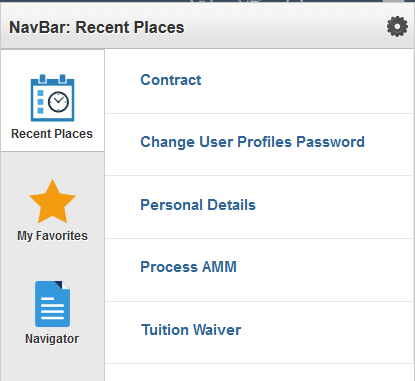 NavBar: Recent Places
Recent Places
Contract
Change User Profiles Password
My Favorites
Personal Details
Process AMM
Navigator
Tuition Waiver